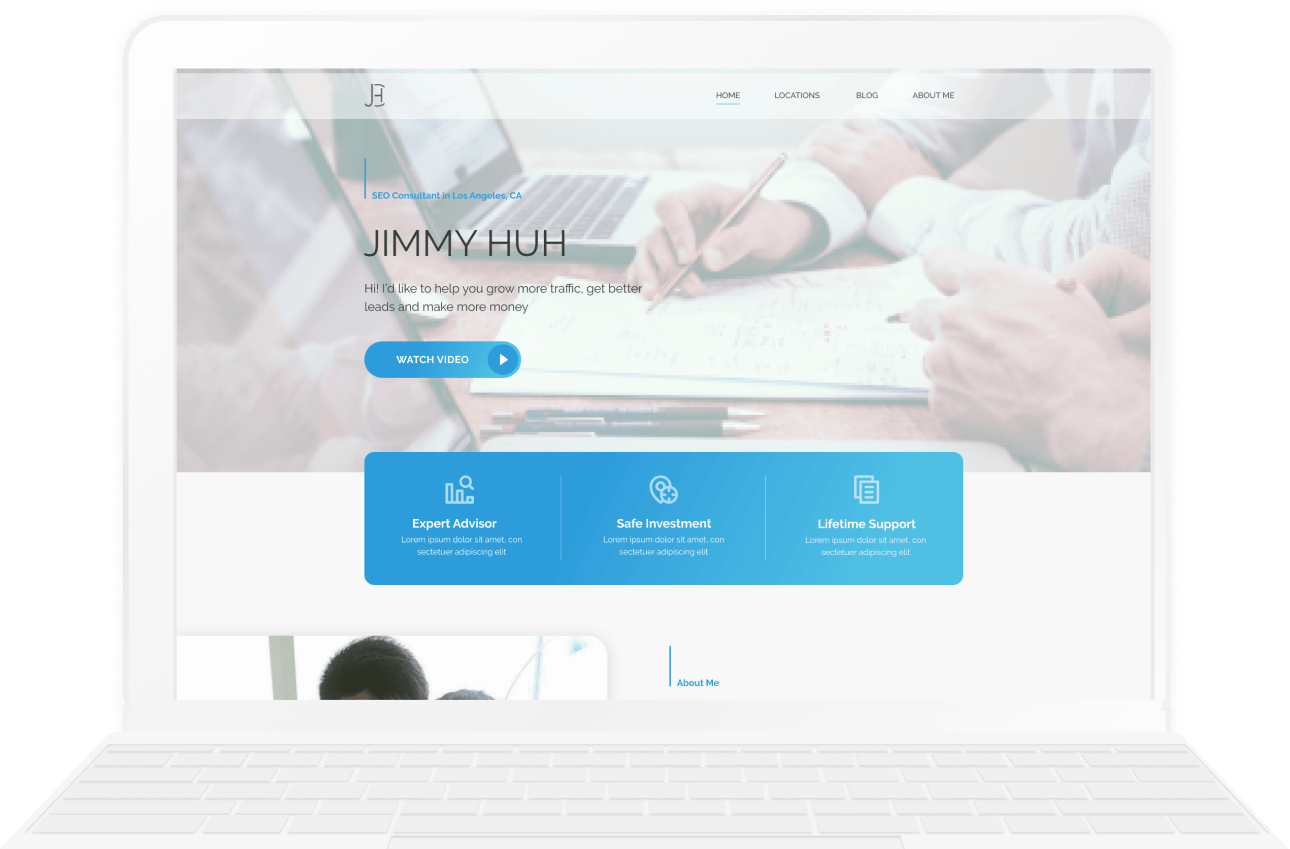 JH
HOME LOCATIONS BLOG ABOUT ME
SEO Consultant in Los Angeles, CA
JIMMY HUH
Hi! I'd like to help you grow more traffic, get better
leads and make more money
WATCH VIDEO
Expert Advisor
Lorem ipsum dolor sit amet, con
sectetuer adipiscing elit
Safe Investment
Lorem ipsum dolor sit amet, con
sectetuer adipiscing elit
Lifetime Support
Lorem ipsum dolor sit amet, con
sectetuer adipiscing elit
About Me